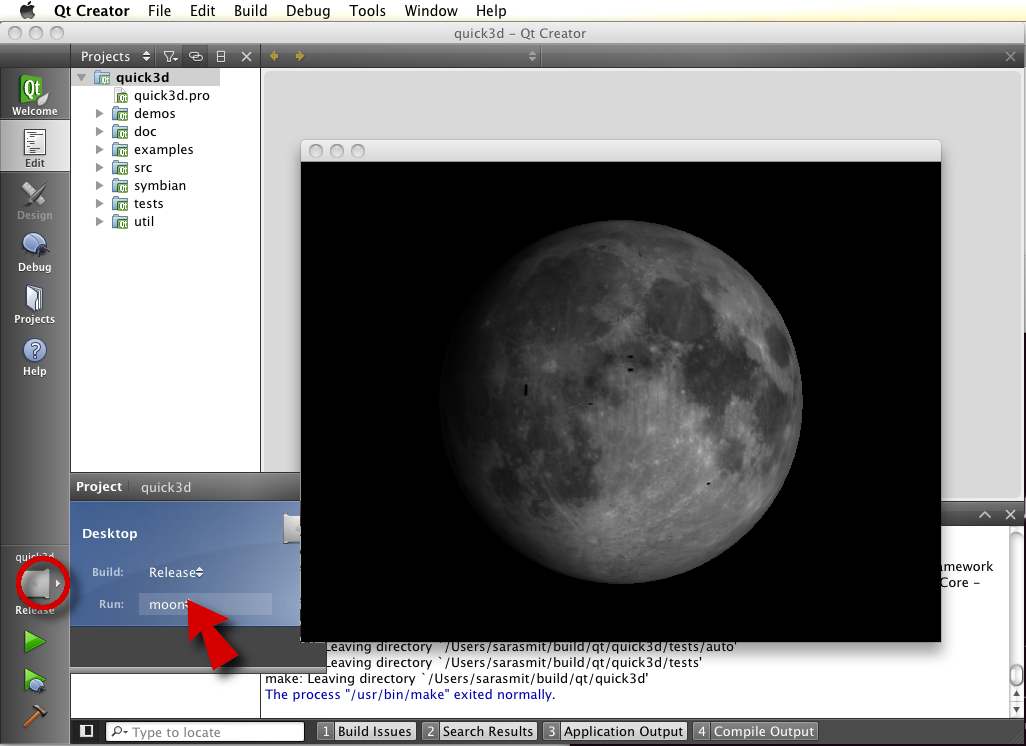 Qt Creator File Edit Build Debug Tools Window Help
quick3d - Qt Creator
Projects
Qt
Welcome
Edit
Design
Debug
Projects
Help
quick3d
quick3d.pro
demos
doc
examples
src
symbian
tests
util
Project quick3d
Desktop
Build: Release
Run: moon
quick3d
Release
amework
Core -
Leaving directory `/Users/sarasmit/build/qt/quick3d/tests/auto'
Leaving directory `/Users/sarasmit/build/qt/quick3d/tests'
make: Leaving directory `/Users/sarasmit/build/qt/quick3d'
The process "/usr/bin/make" exited normally.
Type to locate 1 Build Issues 2 Search Results 3 Application Output 4 Compile Output